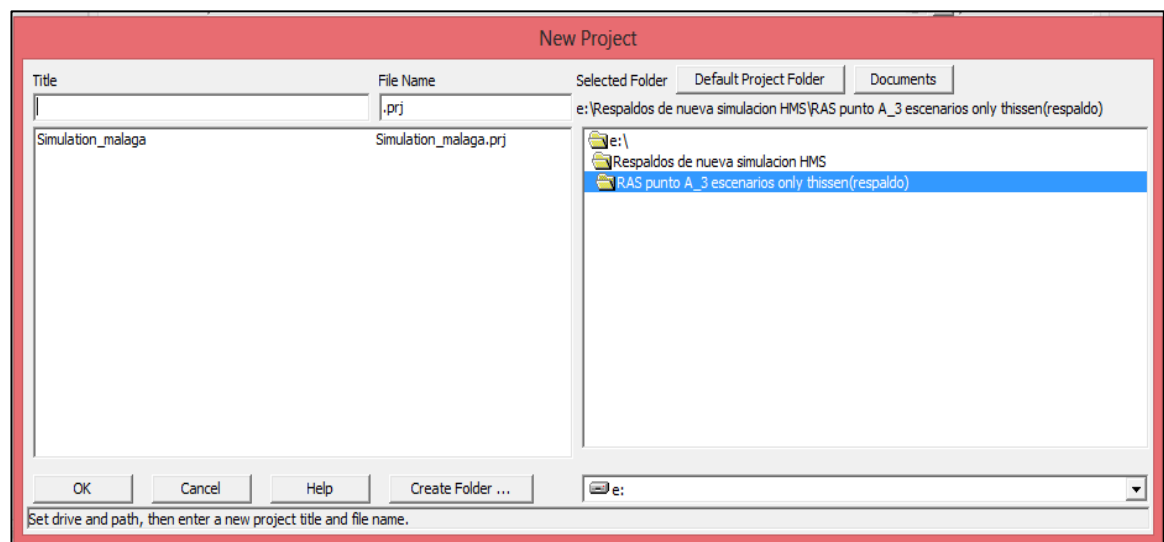 New Project
Title File Name Selected Folder Default Project Folder Documents
.prj e:\Respaldos de nueva simulacion HMS\RAS punto A_3 escenarios only thissen(respaldo)
Simulation_malaga Simulation_malaga.prj e:\
Respaldos de nueva simulacion HMS
RAS punto A_3 escenarios only thissen(respaldo)
OK Cancel Help Create Folder ... e:
Set drive and path, then enter a new project title and file name.